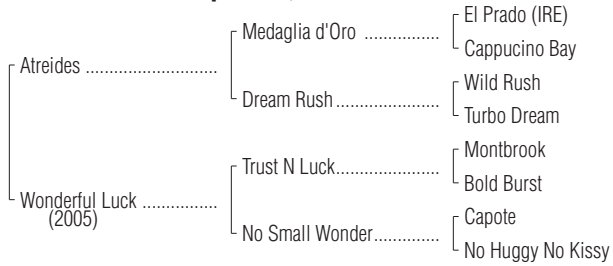 El Prado (IRE)
Medaglia d'Oro ................
Cappucino Bay
Atreides ............................
Wild Rush
Dream Rush ......................
Turbo Dream
Montbrook
Trust N Luck......................
Bold Burst
Wonderful Luck ................
(2005)
Capote
No Small Wonder..............
No Huggy No Kissy